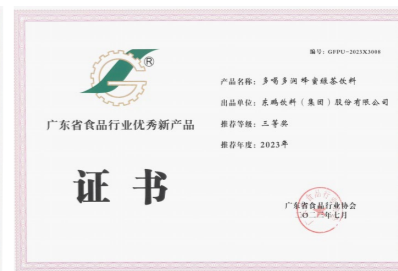 编号：GFPU-2023X3000
®
广东省食品行业优秀新产品
证书
产品名称：多喝多润 蜂蜜绿茶饮料
出品单位：东鹏饮料（集团）股份有限公司
推荐等级：三等奖
推荐年度：2023年
广东省食品行业协会
二〇二三年七月